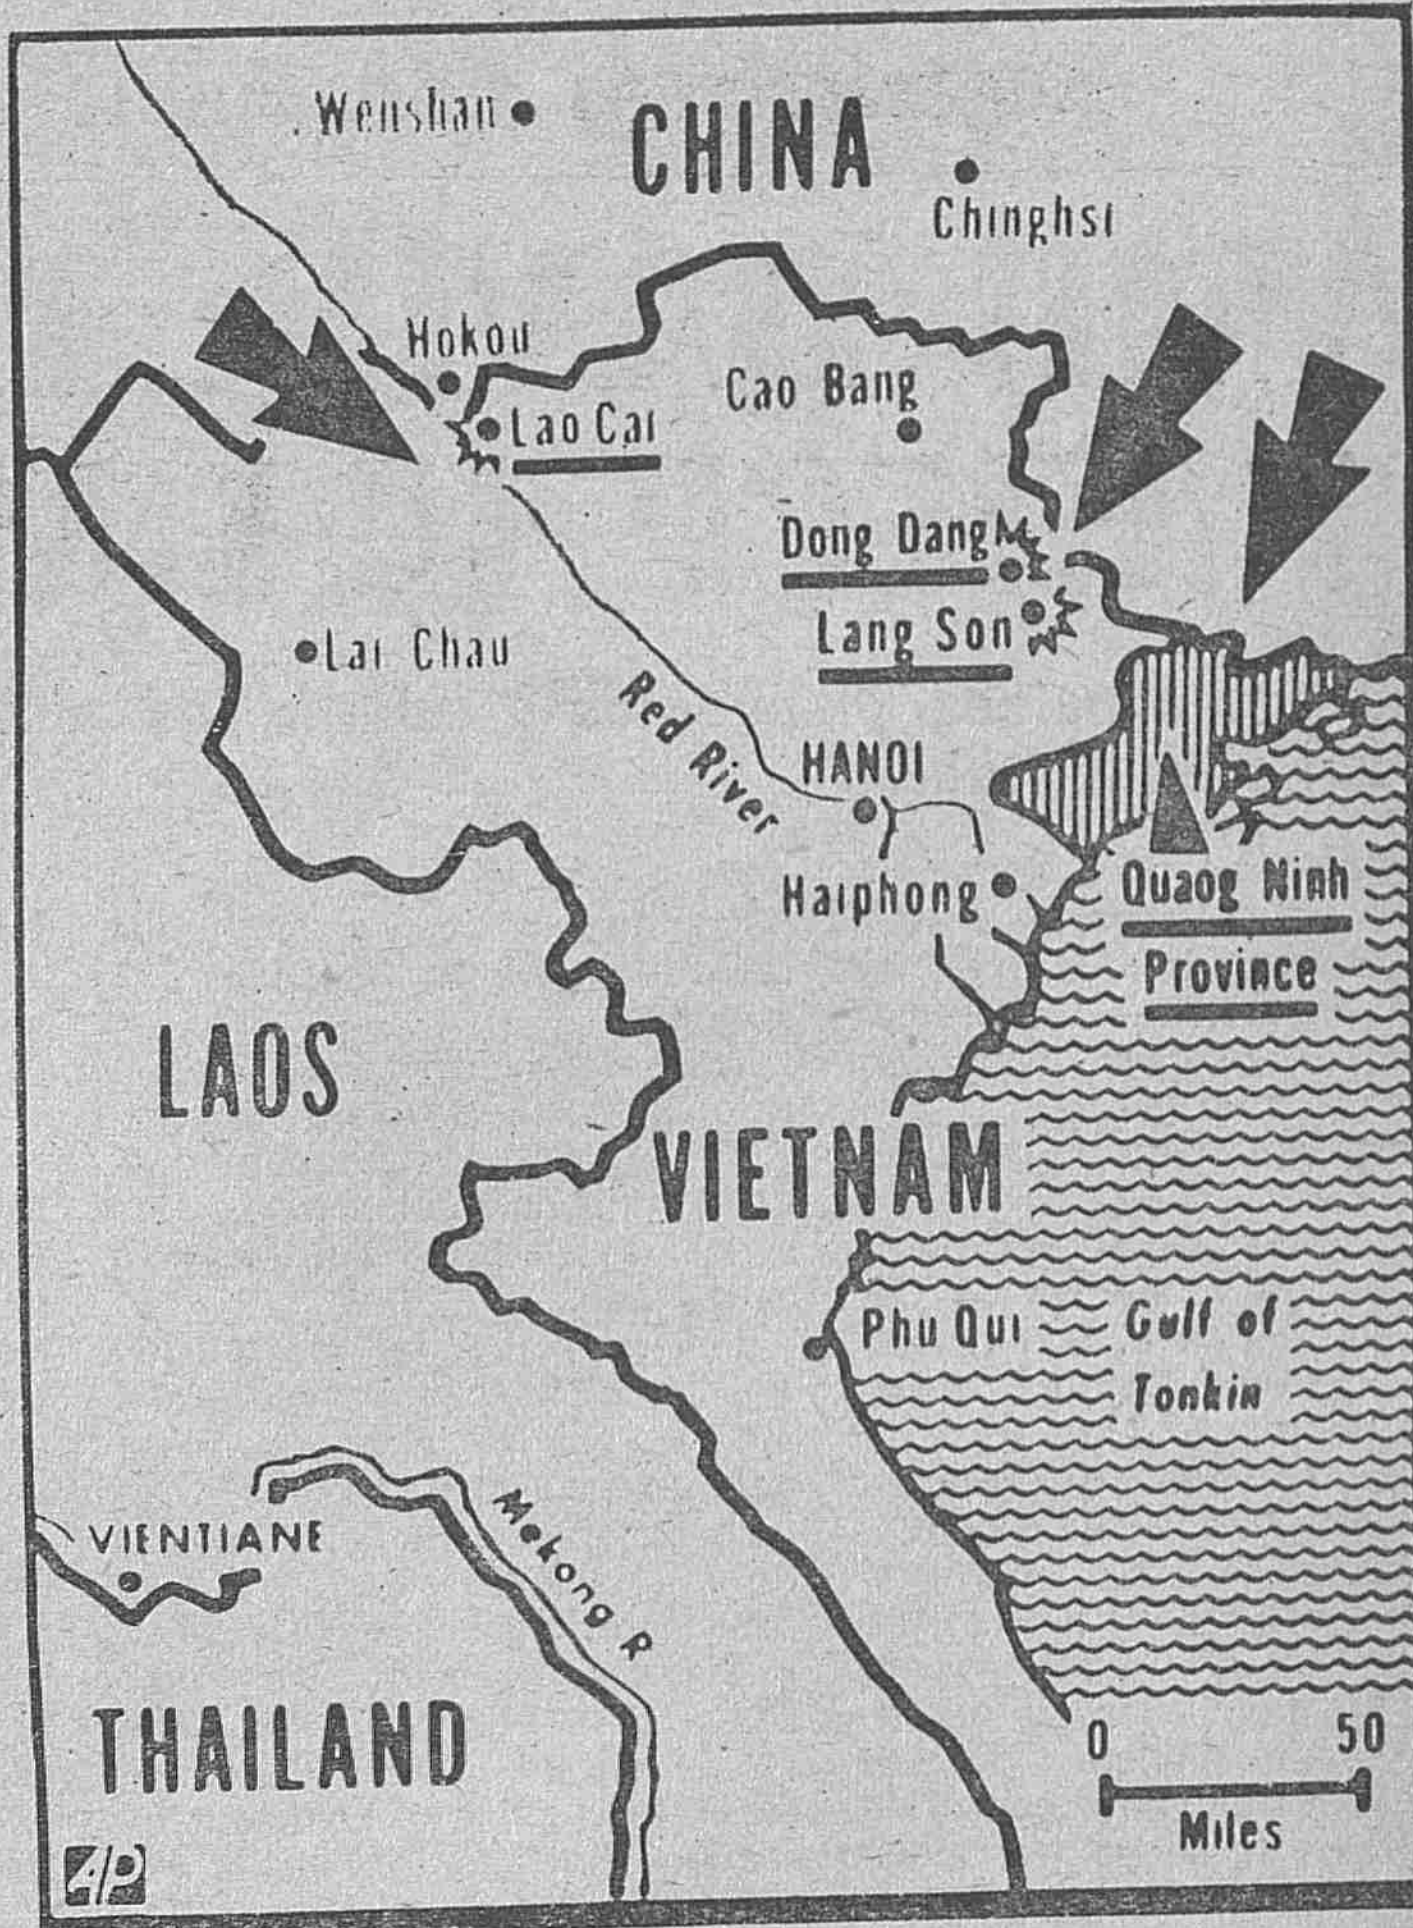 Wenshan
CHINA
Chinghsi
Hokou
Lao Cai
Cao Bang
Dong Dang
Lang Son
Lai Chau
Red River
HANOI
Haiphong
Quaog Ninh
Province
LAOS
VIETNAM
Phu Qui
Gulf of
Tonkin
VIENTIANE
Mekong R
THAILAND
0 50
Miles
AP